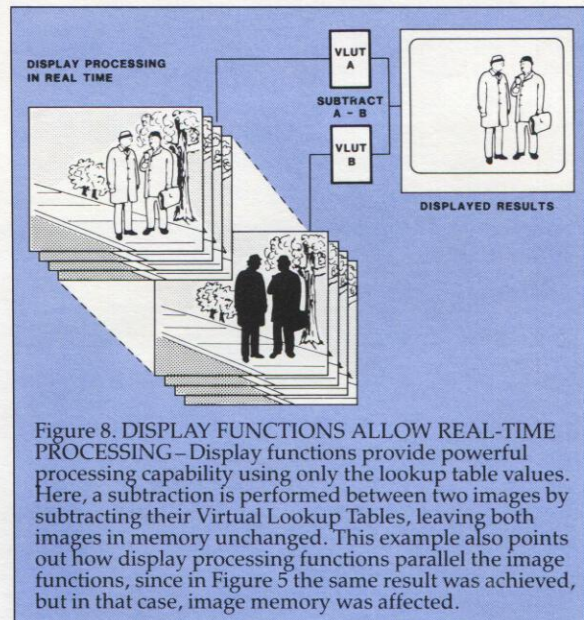 DISPLAY PROCESSING
IN REAL TIME
VLUT
A
SUBTRACT
A – B
VLUT
B
DISPLAYED RESULTS
Figure 8. DISPLAY FUNCTIONS ALLOW REAL-TIME
PROCESSING–Display functions provide powerful
processing capability using only the lookup table values.
Here, a subtraction is performed between two images by
subtracting their Virtual Lookup Tables, leaving both
images in memory unchanged. This example also points
out how display processing functions parallel the image
functions, since in Figure 5 the same result was achieved,
but in that case, image memory was affected.